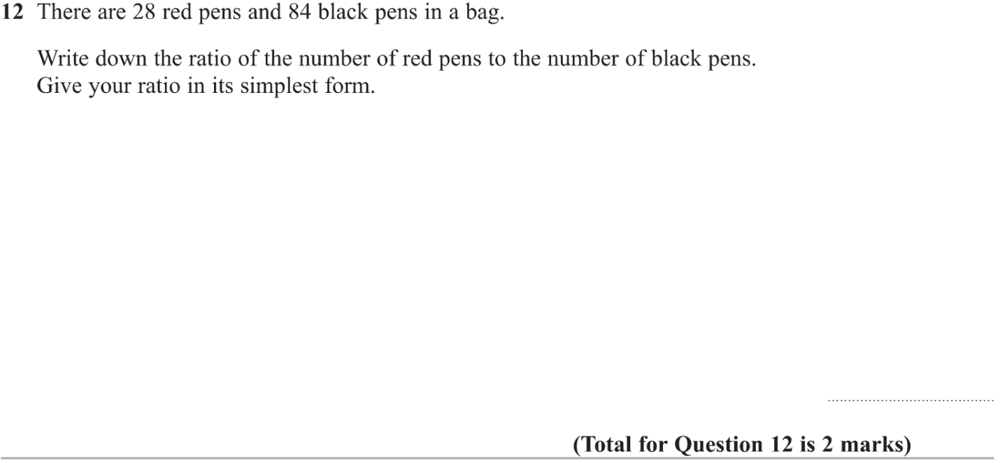 12 There are 28 red pens and 84 black pens in a bag.
Write down the ratio of the number of red pens to the number of black pens.
Give your ratio in its simplest form.
(Total for Question 12 is 2 marks)